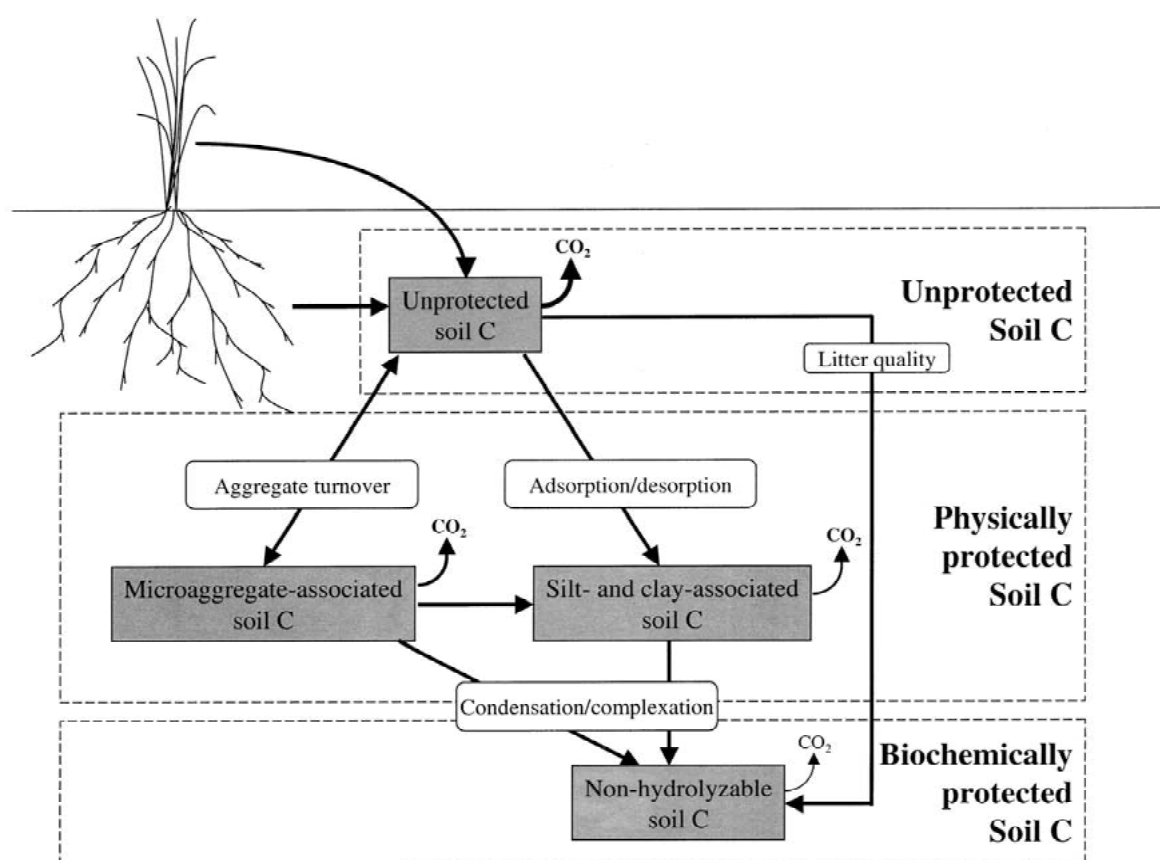 CO₂
Unprotected
soil C
Unprotected
Soil C
Litter quality
Aggregate turnover
Adsorption/desorption
CO₂
CO₂
Physically
protected
Soil C
Microaggregate-associated
soil C
Silt- and clay-associated
soil C
Condensation/complexation
CO₂
Biochemically
protected
Soil C
Non-hydrolyzable
soil C